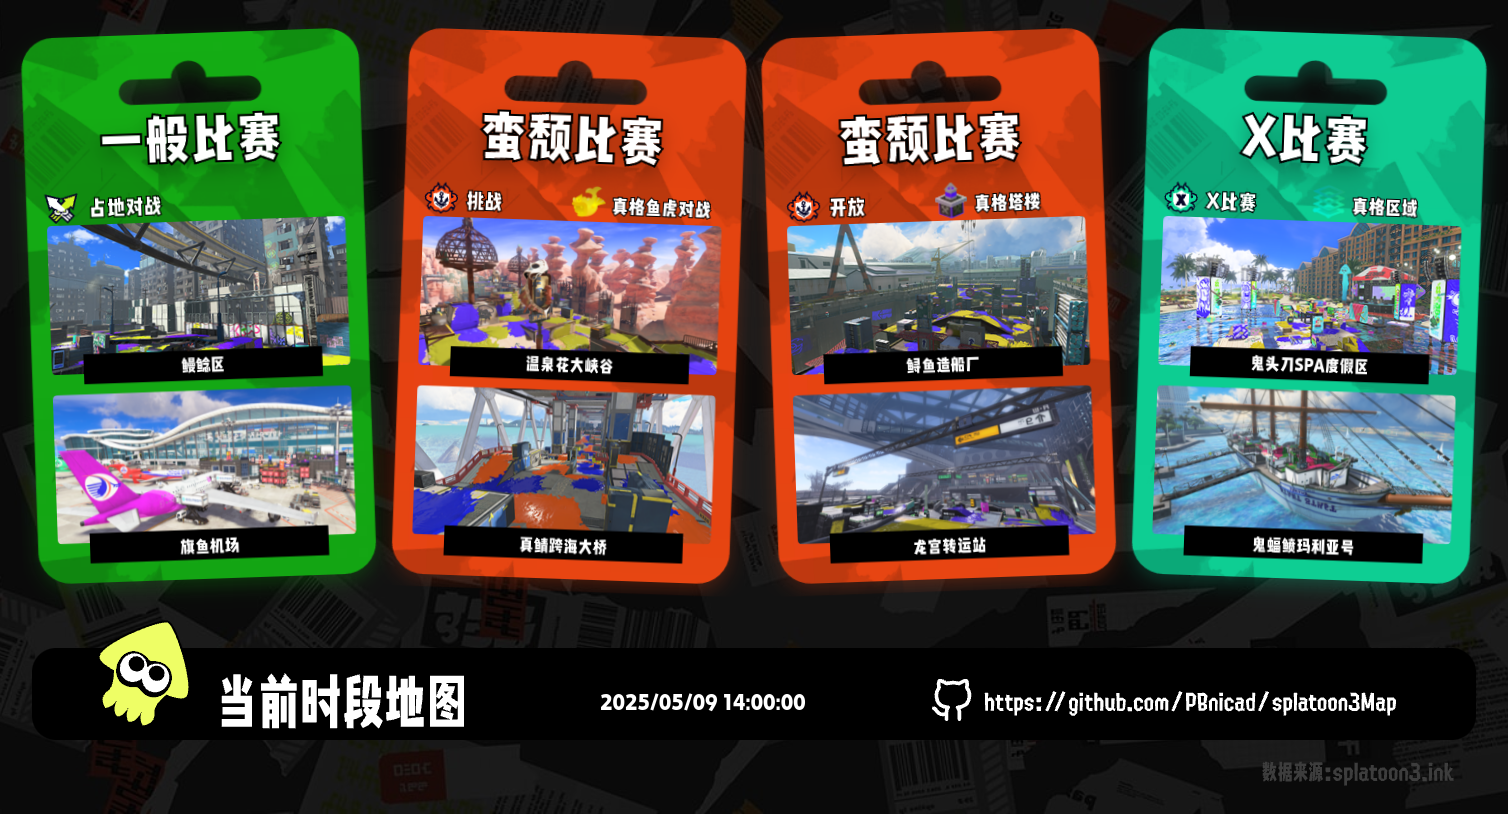 一般比赛
占地对战
鳗鲶区
旗鱼机场
蛮颓比赛
挑战
真格鱼虎对战
温泉花大峡谷
真鲭跨海大桥
蛮颓比赛
开放
真格塔楼
鲟鱼造船厂
龙宫转运站
X比赛
X比赛
真格区域
鬼头刀SPA度假区
鬼蝠鲼玛利亚号
当前时段地图
2025/05/09 14:00:00
https://github.com/PBnicad/splatoon3Map
数据来源:splatoon3.ink